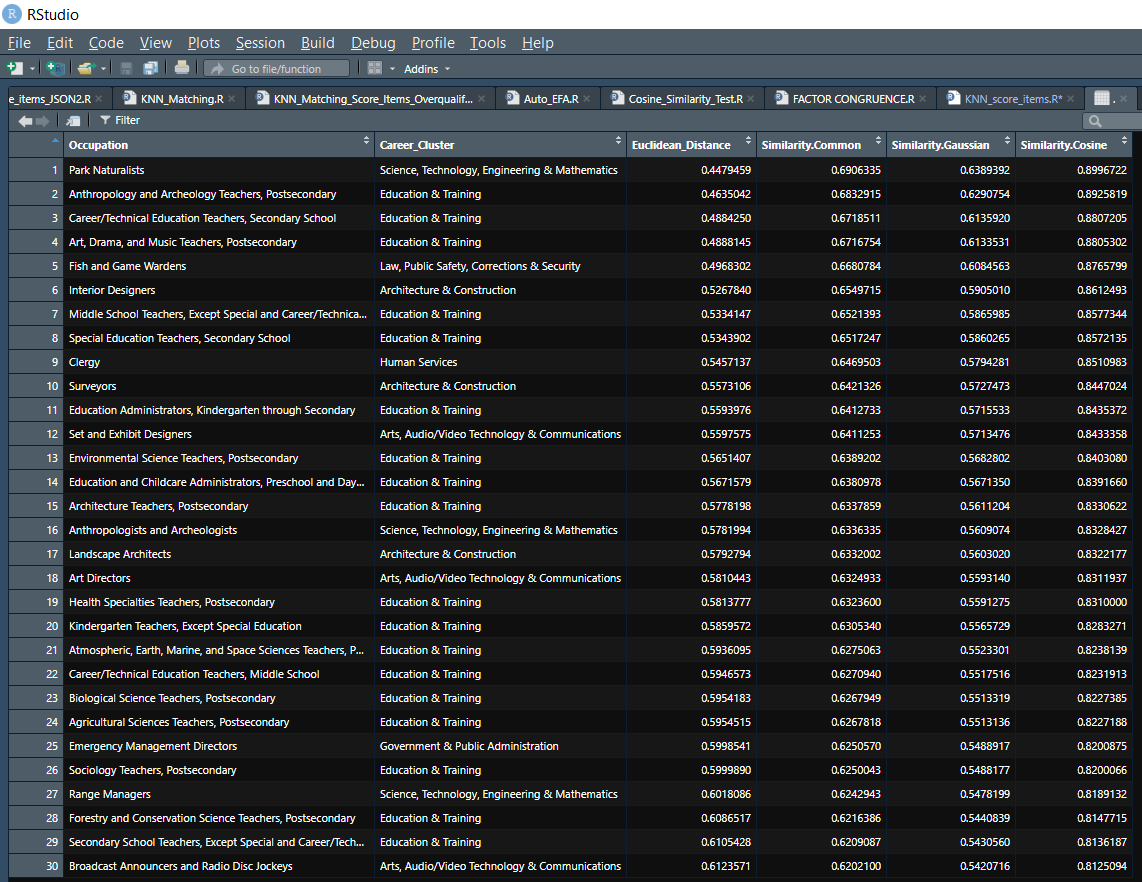 RStudio
File Edit Code View Plots Session Build Debug Profile Tools Help
Go to file/function Addins
e_items_JSON2.R KNN_Matching.R KNN_Matching_Score_Items_Overqualif... Auto_EFA.R Cosine_Similarity_Test.R FACTOR CONGRUENCE.R KNN_score_items.R* .
Filter
Occupation Career_Cluster Euclidean_Distance Similarity.Common Similarity.Gaussian Similarity.Cosine
1 Park Naturalists Science, Technology, Engineering & Mathematics 0.4479459 0.6906335 0.6389392 0.8996722
2 Anthropology and Archeology Teachers, Postsecondary Education & Training 0.4635042 0.6832915 0.6290754 0.8925819
3 Career/Technical Education Teachers, Secondary School Education & Training 0.4884250 0.6718511 0.6135920 0.8807205
4 Art, Drama, and Music Teachers, Postsecondary Education & Training 0.4888145 0.6716754 0.6133531 0.8805302
5 Fish and Game Wardens Law, Public Safety, Corrections & Security 0.4968302 0.6680784 0.6084563 0.8765799
6 Interior Designers Architecture & Construction 0.5267840 0.6549715 0.5905010 0.8612493
7 Middle School Teachers, Except Special and Career/Technica... Education & Training 0.5334147 0.6521393 0.5865985 0.8577344
8 Special Education Teachers, Secondary School Education & Training 0.5343902 0.6517247 0.5860265 0.8572135
9 Clergy Human Services 0.5457137 0.6469503 0.5794281 0.8510983
10 Surveyors Architecture & Construction 0.5573106 0.6421326 0.5727473 0.8447024
11 Education Administrators, Kindergarten through Secondary Education & Training 0.5593976 0.6412733 0.5715533 0.8435372
12 Set and Exhibit Designers Arts, Audio/Video Technology & Communications 0.5597575 0.6411253 0.5713476 0.8433358
13 Environmental Science Teachers, Postsecondary Education & Training 0.5651407 0.6389202 0.5682802 0.8403080
14 Education and Childcare Administrators, Preschool and Day... Education & Training 0.5671579 0.6380978 0.5671350 0.8391660
15 Architecture Teachers, Postsecondary Education & Training 0.5778198 0.6337859 0.5611204 0.8330622
16 Anthropologists and Archeologists Science, Technology, Engineering & Mathematics 0.5781994 0.6336335 0.5609074 0.8328427
17 Landscape Architects Architecture & Construction 0.5792794 0.6332002 0.5603020 0.8322177
18 Art Directors Arts, Audio/Video Technology & Communications 0.5810443 0.6324933 0.5593140 0.8311937
19 Health Specialties Teachers, Postsecondary Education & Training 0.5813777 0.6323600 0.5591275 0.8310000
20 Kindergarten Teachers, Except Special Education Education & Training 0.5859572 0.6305340 0.5565729 0.8283271
21 Atmospheric, Earth, Marine, and Space Sciences Teachers, P... Education & Training 0.5936095 0.6275063 0.5523301 0.8238139
22 Career/Technical Education Teachers, Middle School Education & Training 0.5946573 0.6270940 0.5517516 0.8231913
23 Biological Science Teachers, Postsecondary Education & Training 0.5954183 0.6267949 0.5513319 0.8227385
24 Agricultural Sciences Teachers, Postsecondary Education & Training 0.5954515 0.6267818 0.5513136 0.8227188
25 Emergency Management Directors Government & Public Administration 0.5998541 0.6250570 0.5488917 0.8200875
26 Sociology Teachers, Postsecondary Education & Training 0.5999890 0.6250043 0.5488177 0.8200066
27 Range Managers Science, Technology, Engineering & Mathematics 0.6018086 0.6242943 0.5478199 0.8189132
28 Forestry and Conservation Science Teachers, Postsecondary Education & Training 0.6086517 0.6216386 0.5440839 0.8147715
29 Secondary School Teachers, Except Special and Career/Tech... Education & Training 0.6105428 0.6209087 0.5430560 0.8136187
30 Broadcast Announcers and Radio Disc Jockeys Arts, Audio/Video Technology & Communications 0.6123571 0.6202100 0.5420716 0.8125094